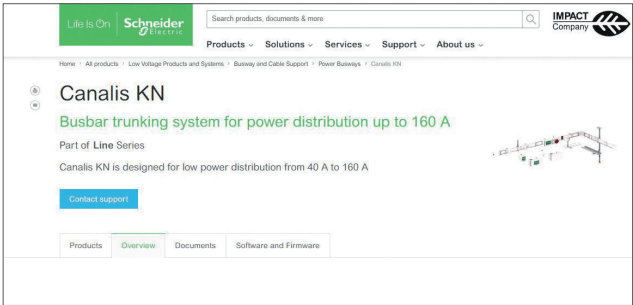 Life Is On
Schneider
Electric
Search products, documents & more
IMPACT
Company
Products
Solutions
Services
Support
About us
Home › All products › Low Voltage Products and Systems › Busway and Cable Support › Power Busways › Canalis KN
Canalis KN
Busbar trunking system for power distribution up to 160 A
Part of Line Series
Canalis KN is designed for low power distribution from 40 A to 160 A
Contact support
Products
Overview
Documents
Software and Firmware